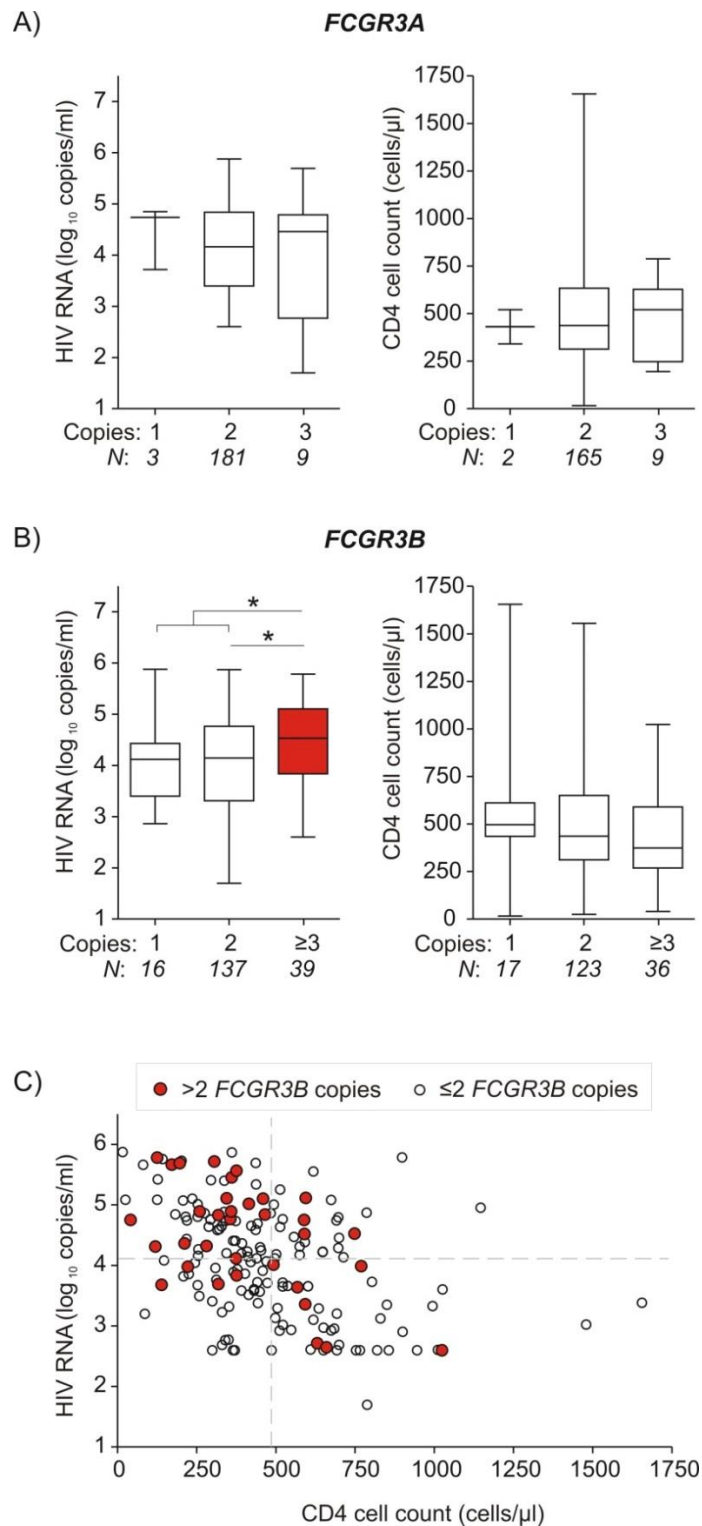 A)
FCGR3A
HIV RNA (log₁₀ copies/ml)
7
6
5
4
3
2
1
Copies: 1 2 3
N: 3 181 9
CD4 cell count (cells/µl)
1750
1500
1250
1000
750
500
250
0
1 2 3
2 165 9
B)
FCGR3B
HIV RNA (log₁₀ copies/ml)
7
6
5
4
3
2
1
* 
*
Copies: 1 2 ≥3
N: 16 137 39
CD4 cell count (cells/µl)
1750
1500
1250
1000
750
500
250
0
Copies: 1 2 ≥3
N: 17 123 36
C)
>2 FCGR3B copies ≤2 FCGR3B copies
HIV RNA (log₁₀ copies/ml)
6
5
4
3
2
1
0 250 500 750 1000 1250 1500 1750
CD4 cell count (cells/µl)